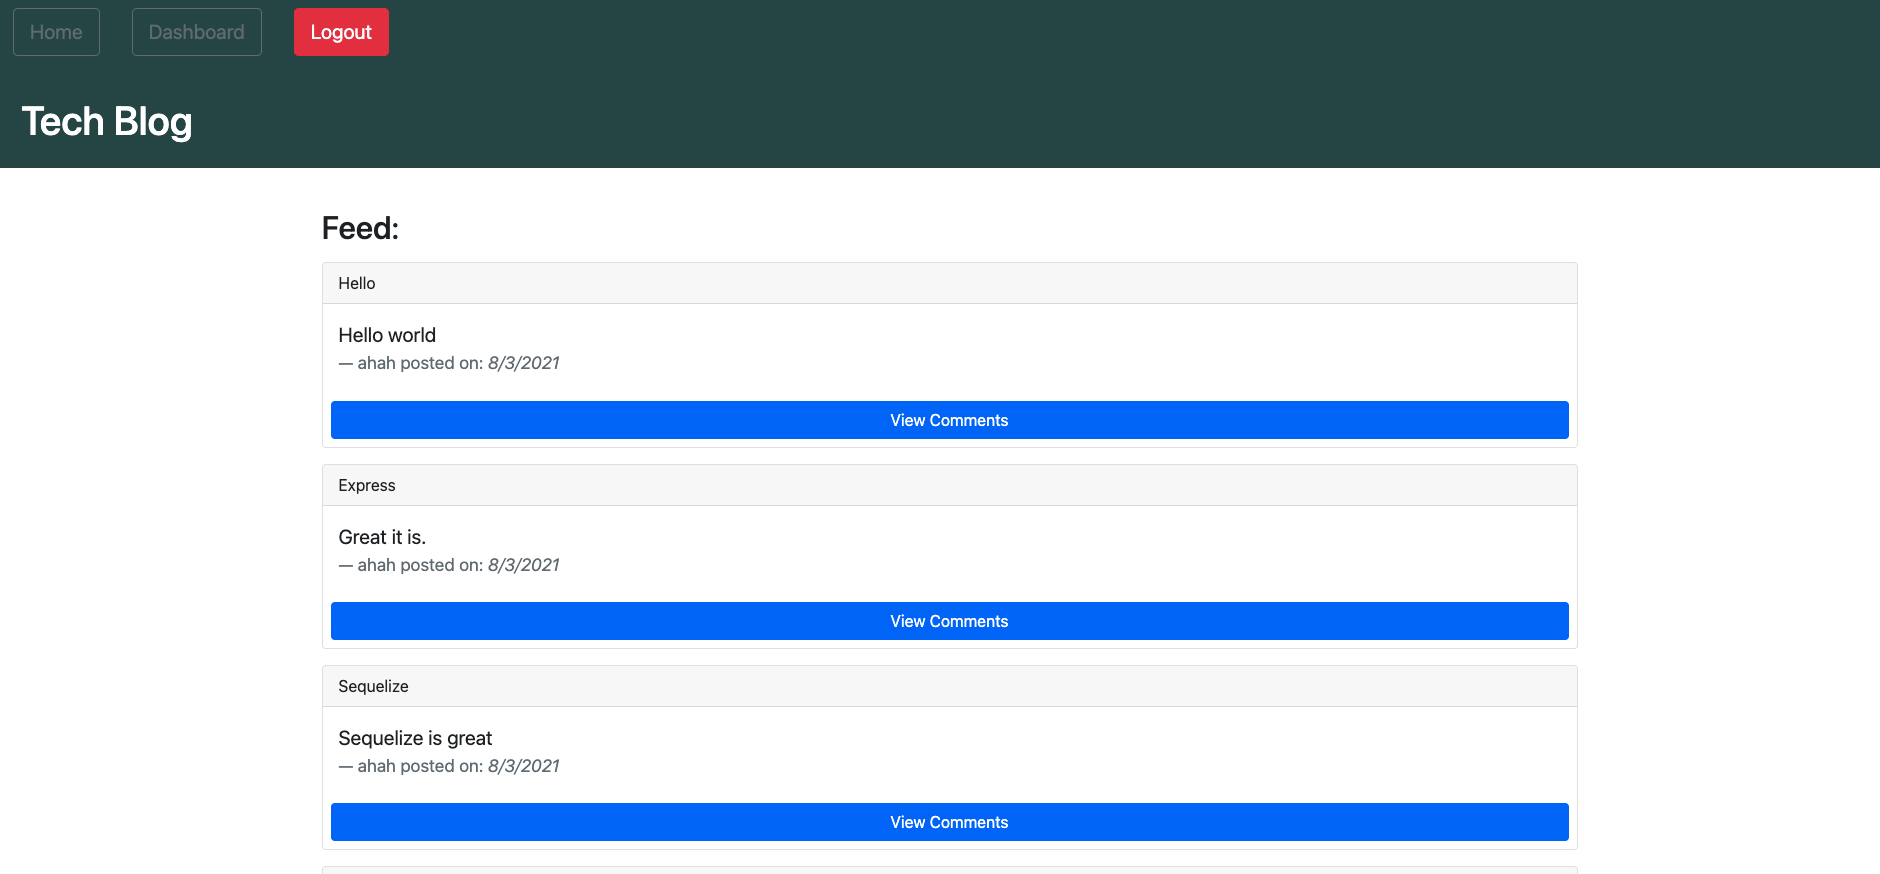 Home Dashboard Logout
Tech Blog
Feed:
Hello
Hello world
— ahah posted on: 8/3/2021
View Comments
Express
Great it is.
— ahah posted on: 8/3/2021
View Comments
Sequelize
Sequelize is great
— ahah posted on: 8/3/2021
View Comments